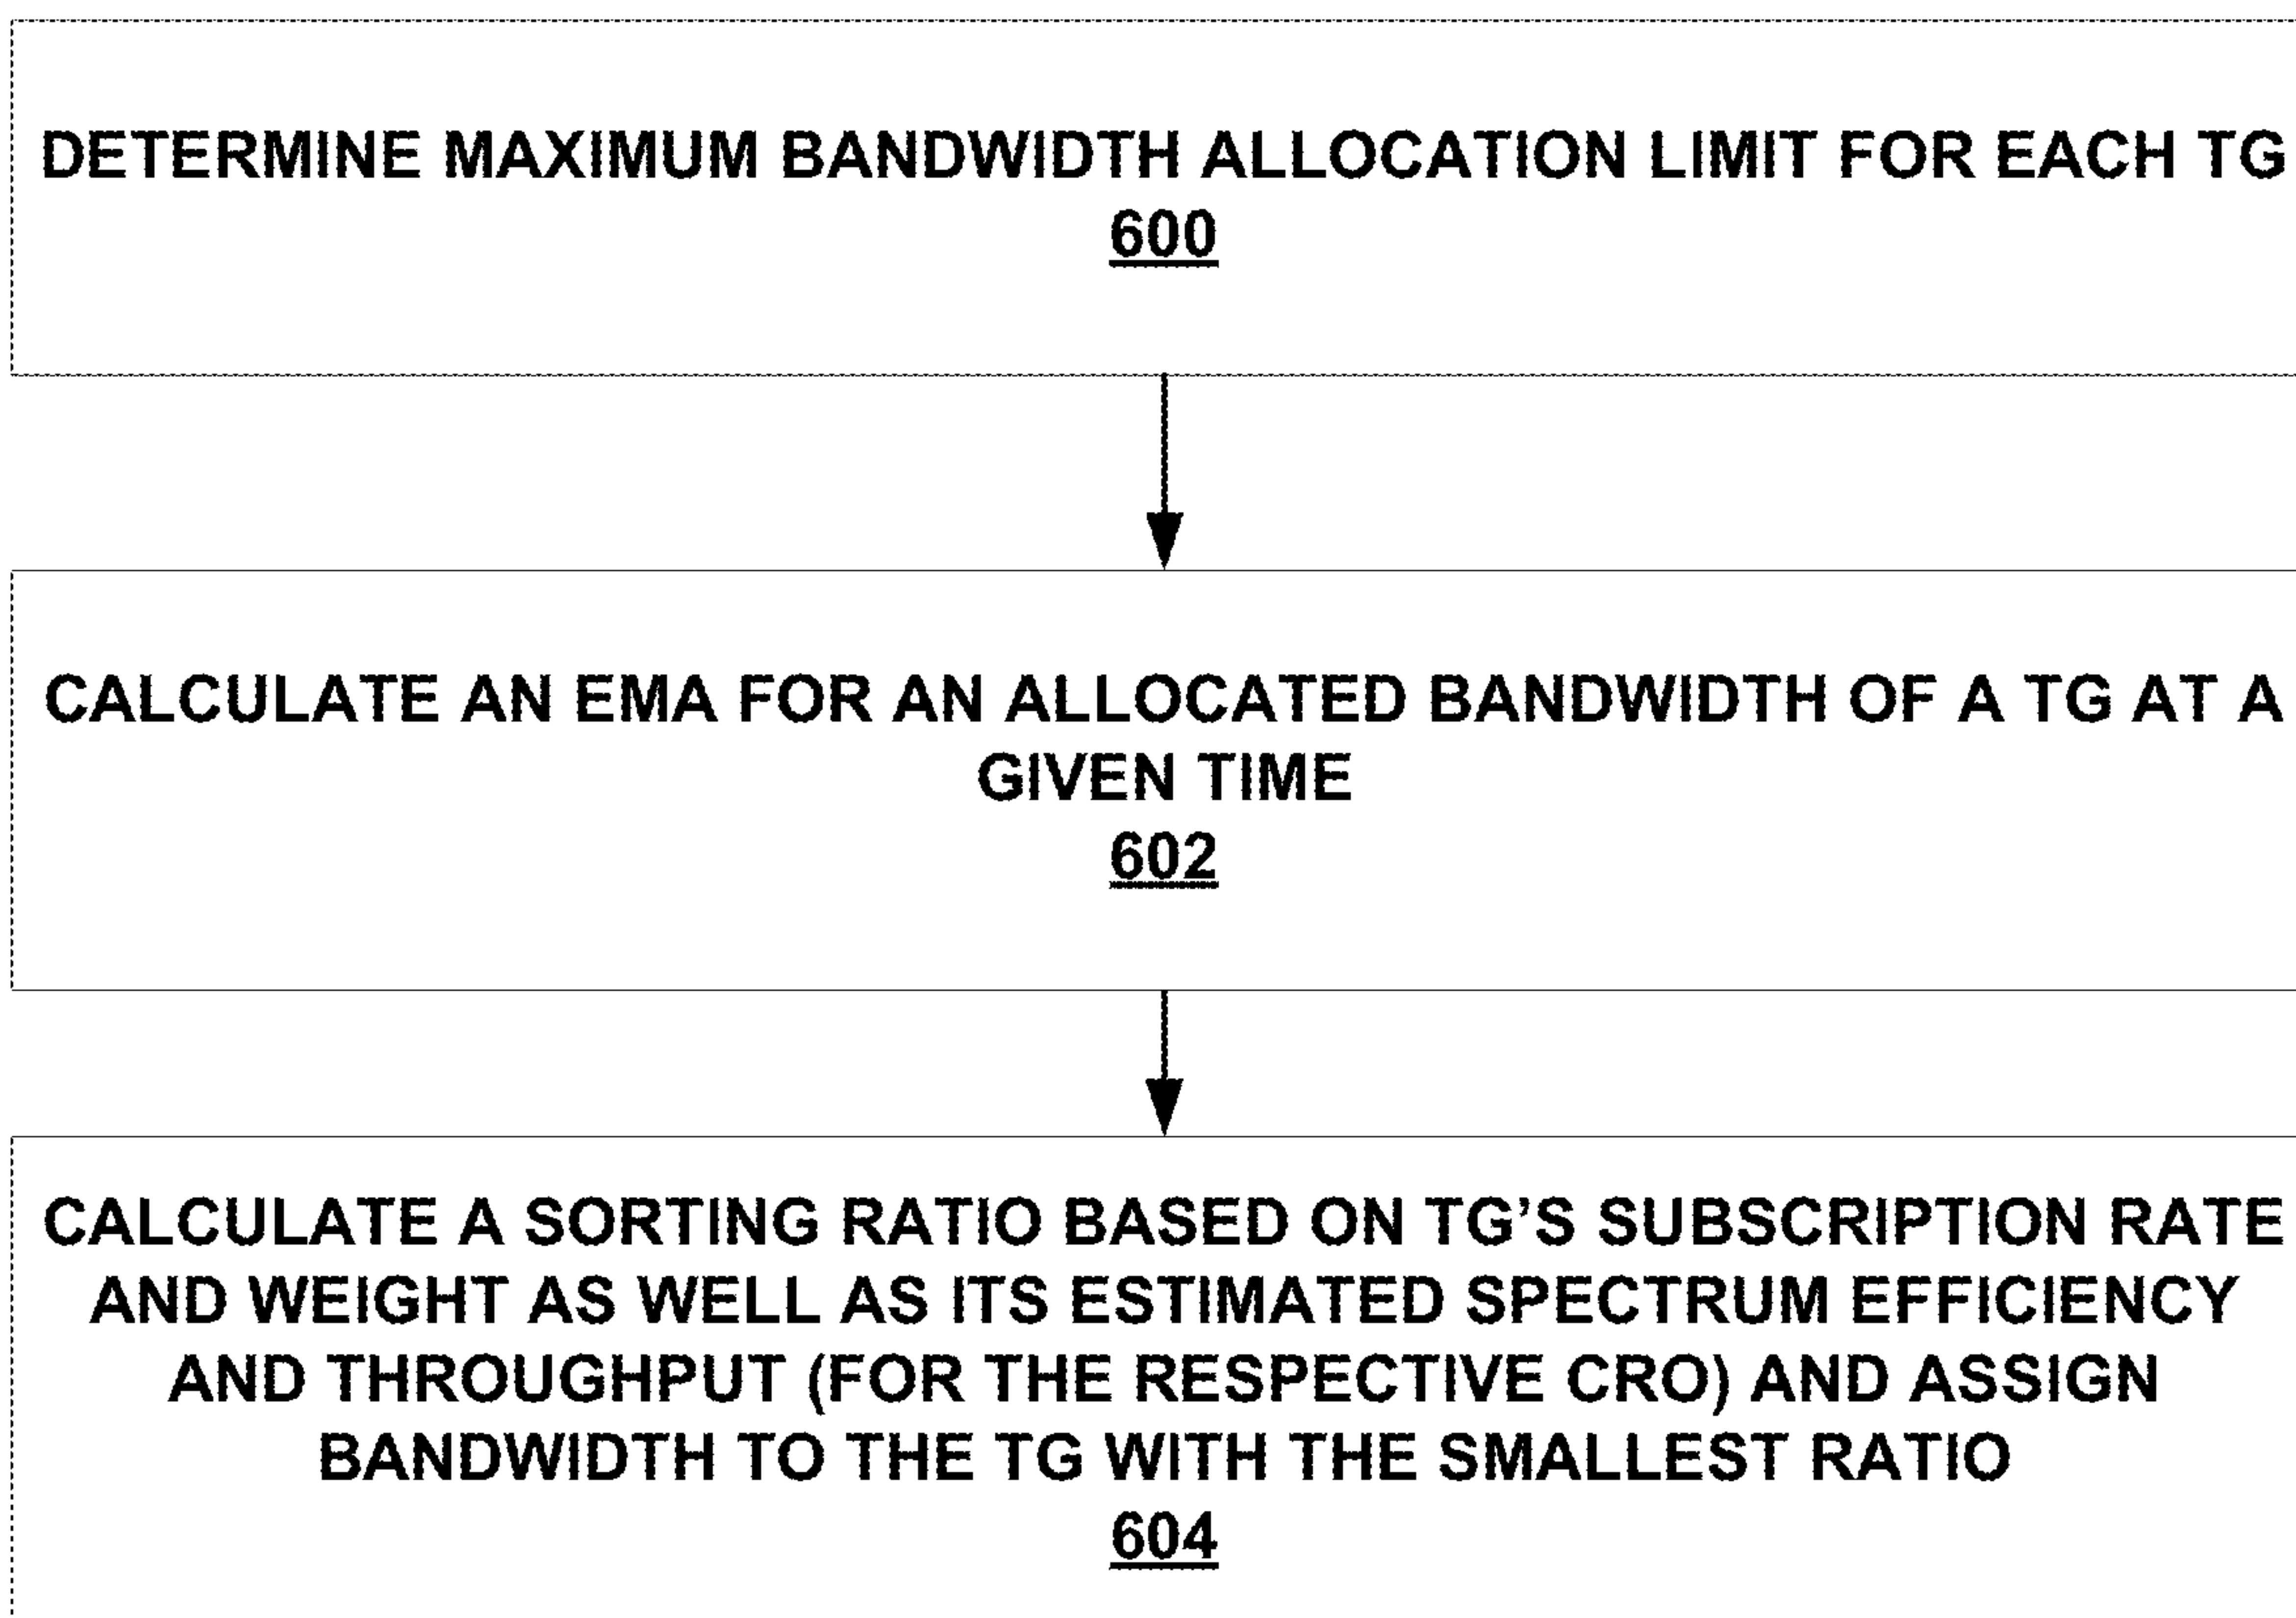 DETERMINE MAXIMUM BANDWIDTH ALLOCATION LIMIT FOR EACH TG
600
CALCULATE AN EMA FOR AN ALLOCATED BANDWIDTH OF A TG AT A
GIVEN TIME
602
CALCULATE A SORTING RATIO BASED ON TG’S SUBSCRIPTION RATE
AND WEIGHT AS WELL AS ITS ESTIMATED SPECTRUM EFFICIENCY
AND THROUGHPUT (FOR THE RESPECTIVE CRO) AND ASSIGN
BANDWIDTH TO THE TG WITH THE SMALLEST RATIO
604